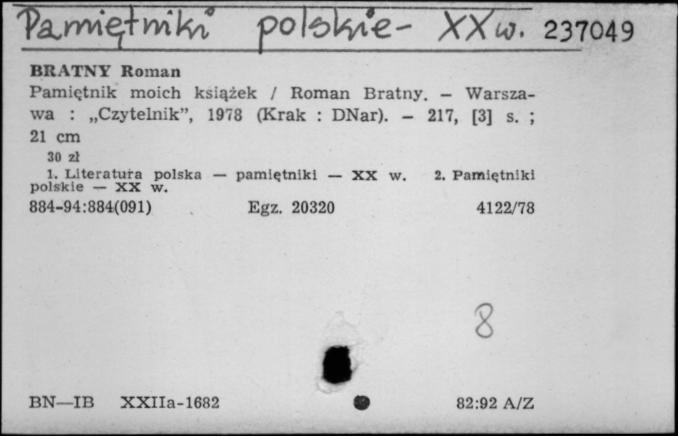 Pamiętniki polskie - XX w. 237049
BRATNY Roman
Pamiętnik moich książek / Roman Bratny. — Warsza-
wa : „Czytelnik”, 1978 (Krak : DNar). — 217, [3] s. ;
21 cm
30 zł
1. Literatura polska — pamiętniki — XX w. 2. Pamiętniki
polskie — XX w.
884-94:884(091) Egz. 20320 4122/78
8
BN—IB XXIIa-1682 82:92 A/Z